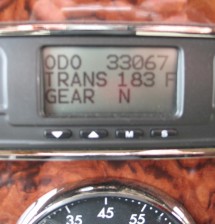 ODO 33067
TRANS 183 F
GEAR N
M S
35 45 55